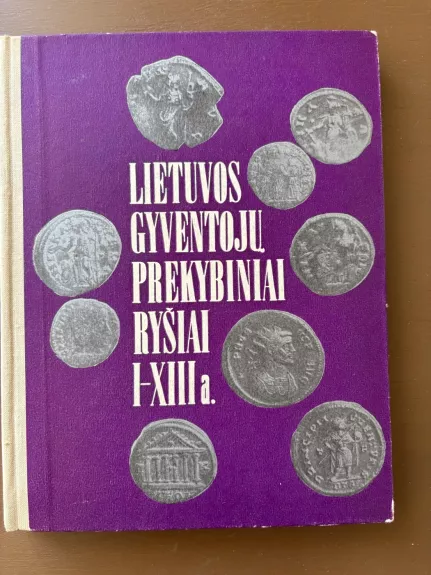 LIETUVOS
GYVENTOJŲ
PREKYBINIAI
RYŠIAI
I–XIII a.